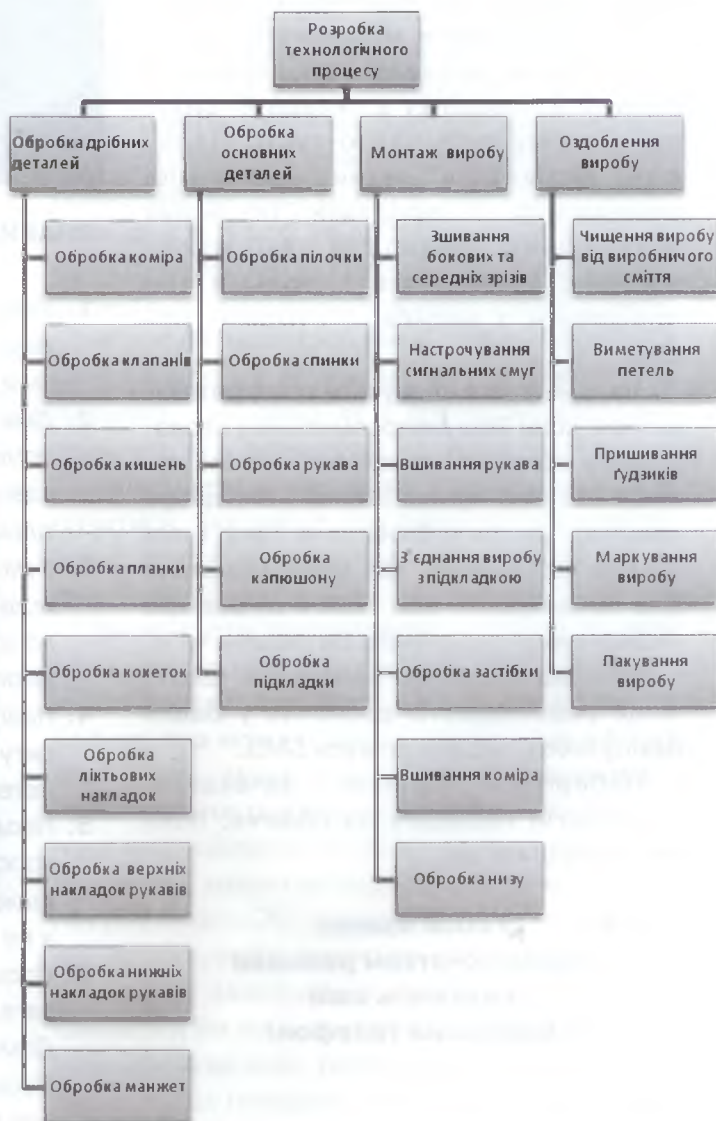 Розробка
технологічного
процесу
Обробка дрібних
деталей
Обробка коміра
Обробка клапанів
Обробка кишень
Обробка планки
Обробка кокеток
Обробка
ліктьових
накладок
Обробка верхніх
накладок рукавів
Обробка нижніх
накладок рукавів
Обробка манжет
Обробка
основних
деталей
Обробка пілочки
Обробка спинки
Обробка рукава
Обробка
капюшону
Обробка
підкладки
Монтаж виробу
Зшивання
бокових та
середніх зрізів
Настрочування
сигнальних смуг
Вшивання рукава
З'єднання виробу
з підкладкою
Обробка застібки
Вшивання коміра
Обробка низу
Оздоблення
виробу
Чищення виробу
від виробничого
сміття
Виметування
петель
Пришивання
ґудзиків
Маркування
виробу
Пакування
виробу